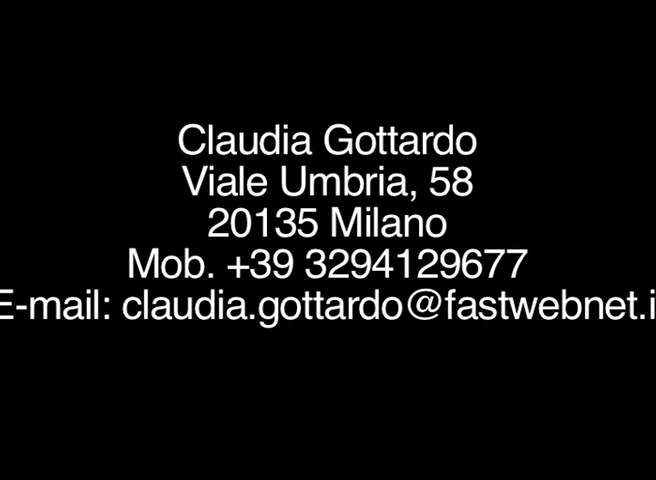 Claudia Gottardo
Viale Umbria, 58
20135 Milano
Mob. +39 3294129677
E-mail: claudia.gottardo@fastwebnet.i